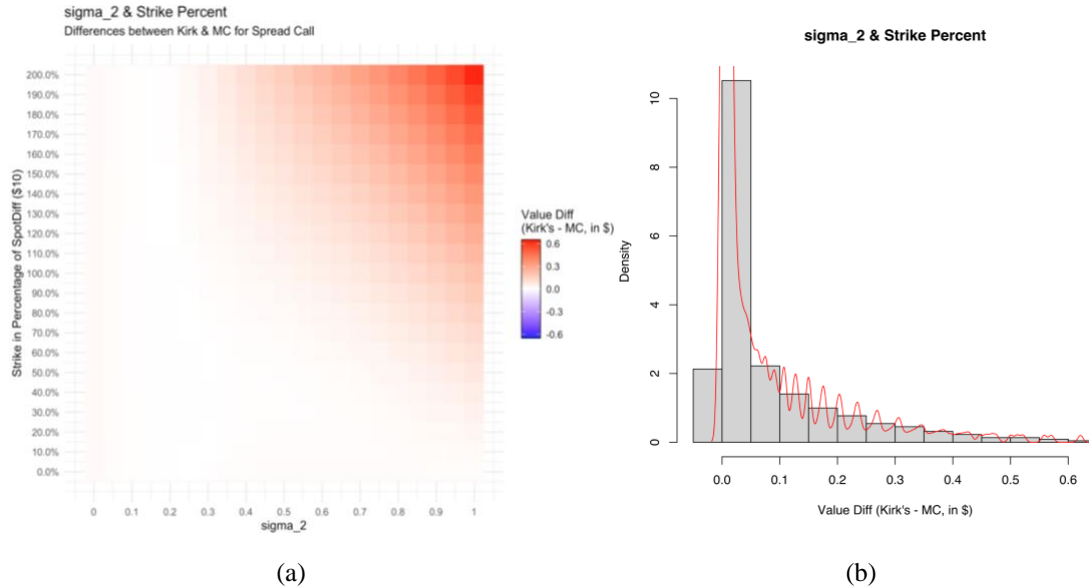 sigma_2 & Strike Percent
Differences between Kirk & MC for Spread Call
Strike in Percentage of SpotDiff ($10)
200.0%
190.0%
180.0%
170.0%
160.0%
150.0%
140.0%
130.0%
120.0%
110.0%
100.0%
90.0%
80.0%
70.0%
60.0%
50.0%
40.0%
30.0%
20.0%
10.0%
0.0%
0 0.1 0.2 0.3 0.4 0.5 0.6 0.7 0.8 0.9 1
sigma_2
Value Diff
(Kirk's - MC, in $)
0.6
0.3
0.0
-0.3
-0.6
(a)
sigma_2 & Strike Percent
Density
10
8
6
4
2
0
0.0 0.1 0.2 0.3 0.4 0.5 0.6
Value Diff (Kirk's - MC, in $)
(b)